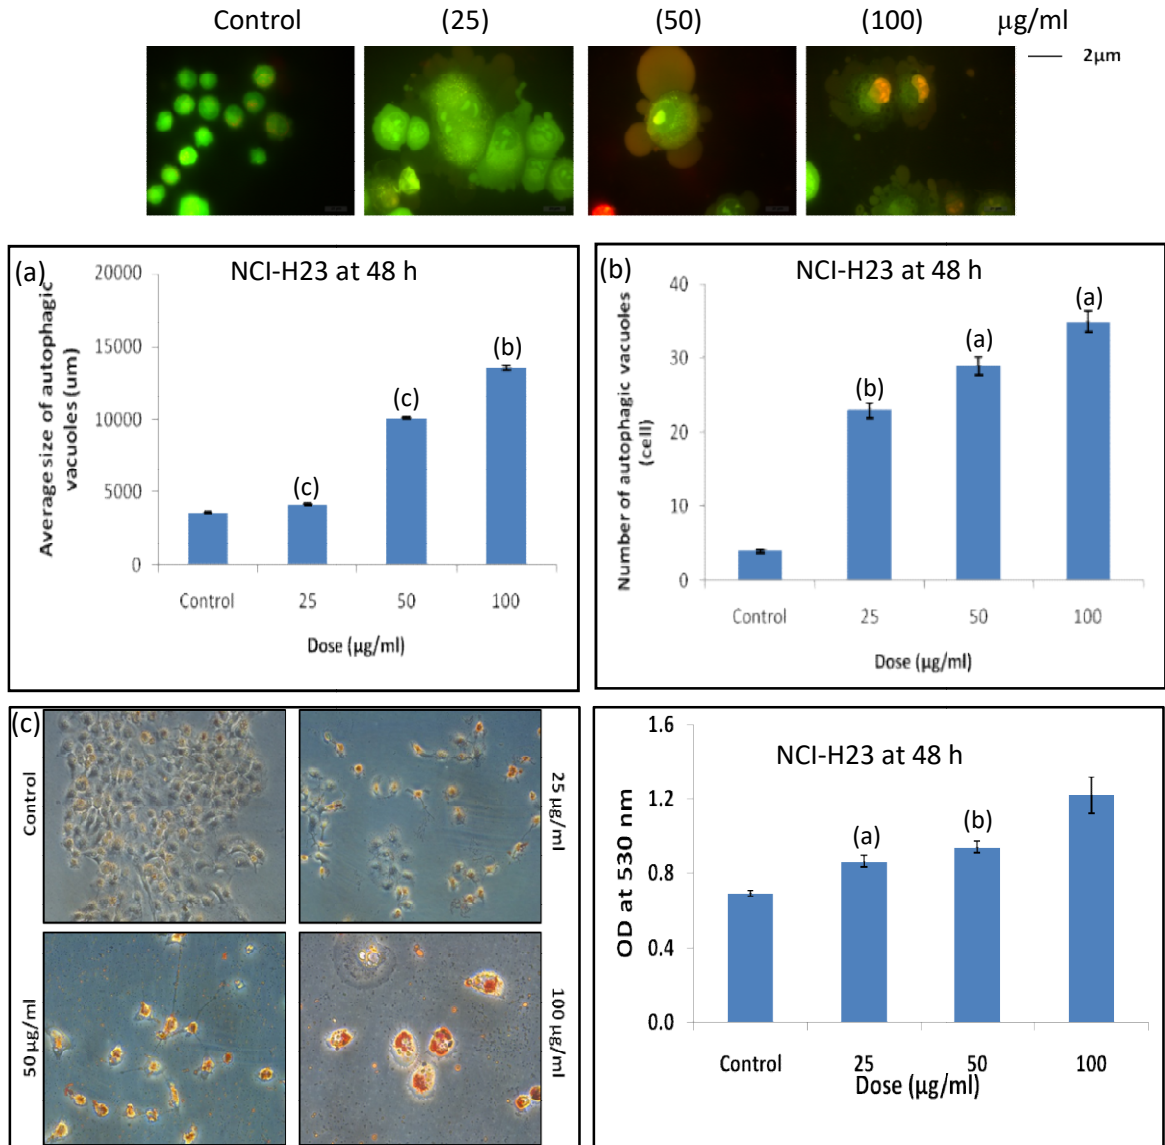 Control (25) (50) (100) μg/ml
2μm
(a) NCI-H23 at 48 h
Average size of autophagic
vacuoles (um)
20000
15000
10000
5000
0
(c)
(c)
(b)
Control 25 50 100
Dose (μg/ml)
(b) NCI-H23 at 48 h
Number of autophagic vacuoles
(cell)
40
30
20
10
0
(b)
(a)
(a)
Control 25 50 100
Dose (μg/ml)
(c)
Control
25 μg/ml
50 μg/ml
100 μg/ml
NCI-H23 at 48 h
OD at 530 nm
1.6
1.2
0.8
0.4
0.0
(a)
(b)
Control 25 50 100
Dose (μg/ml)